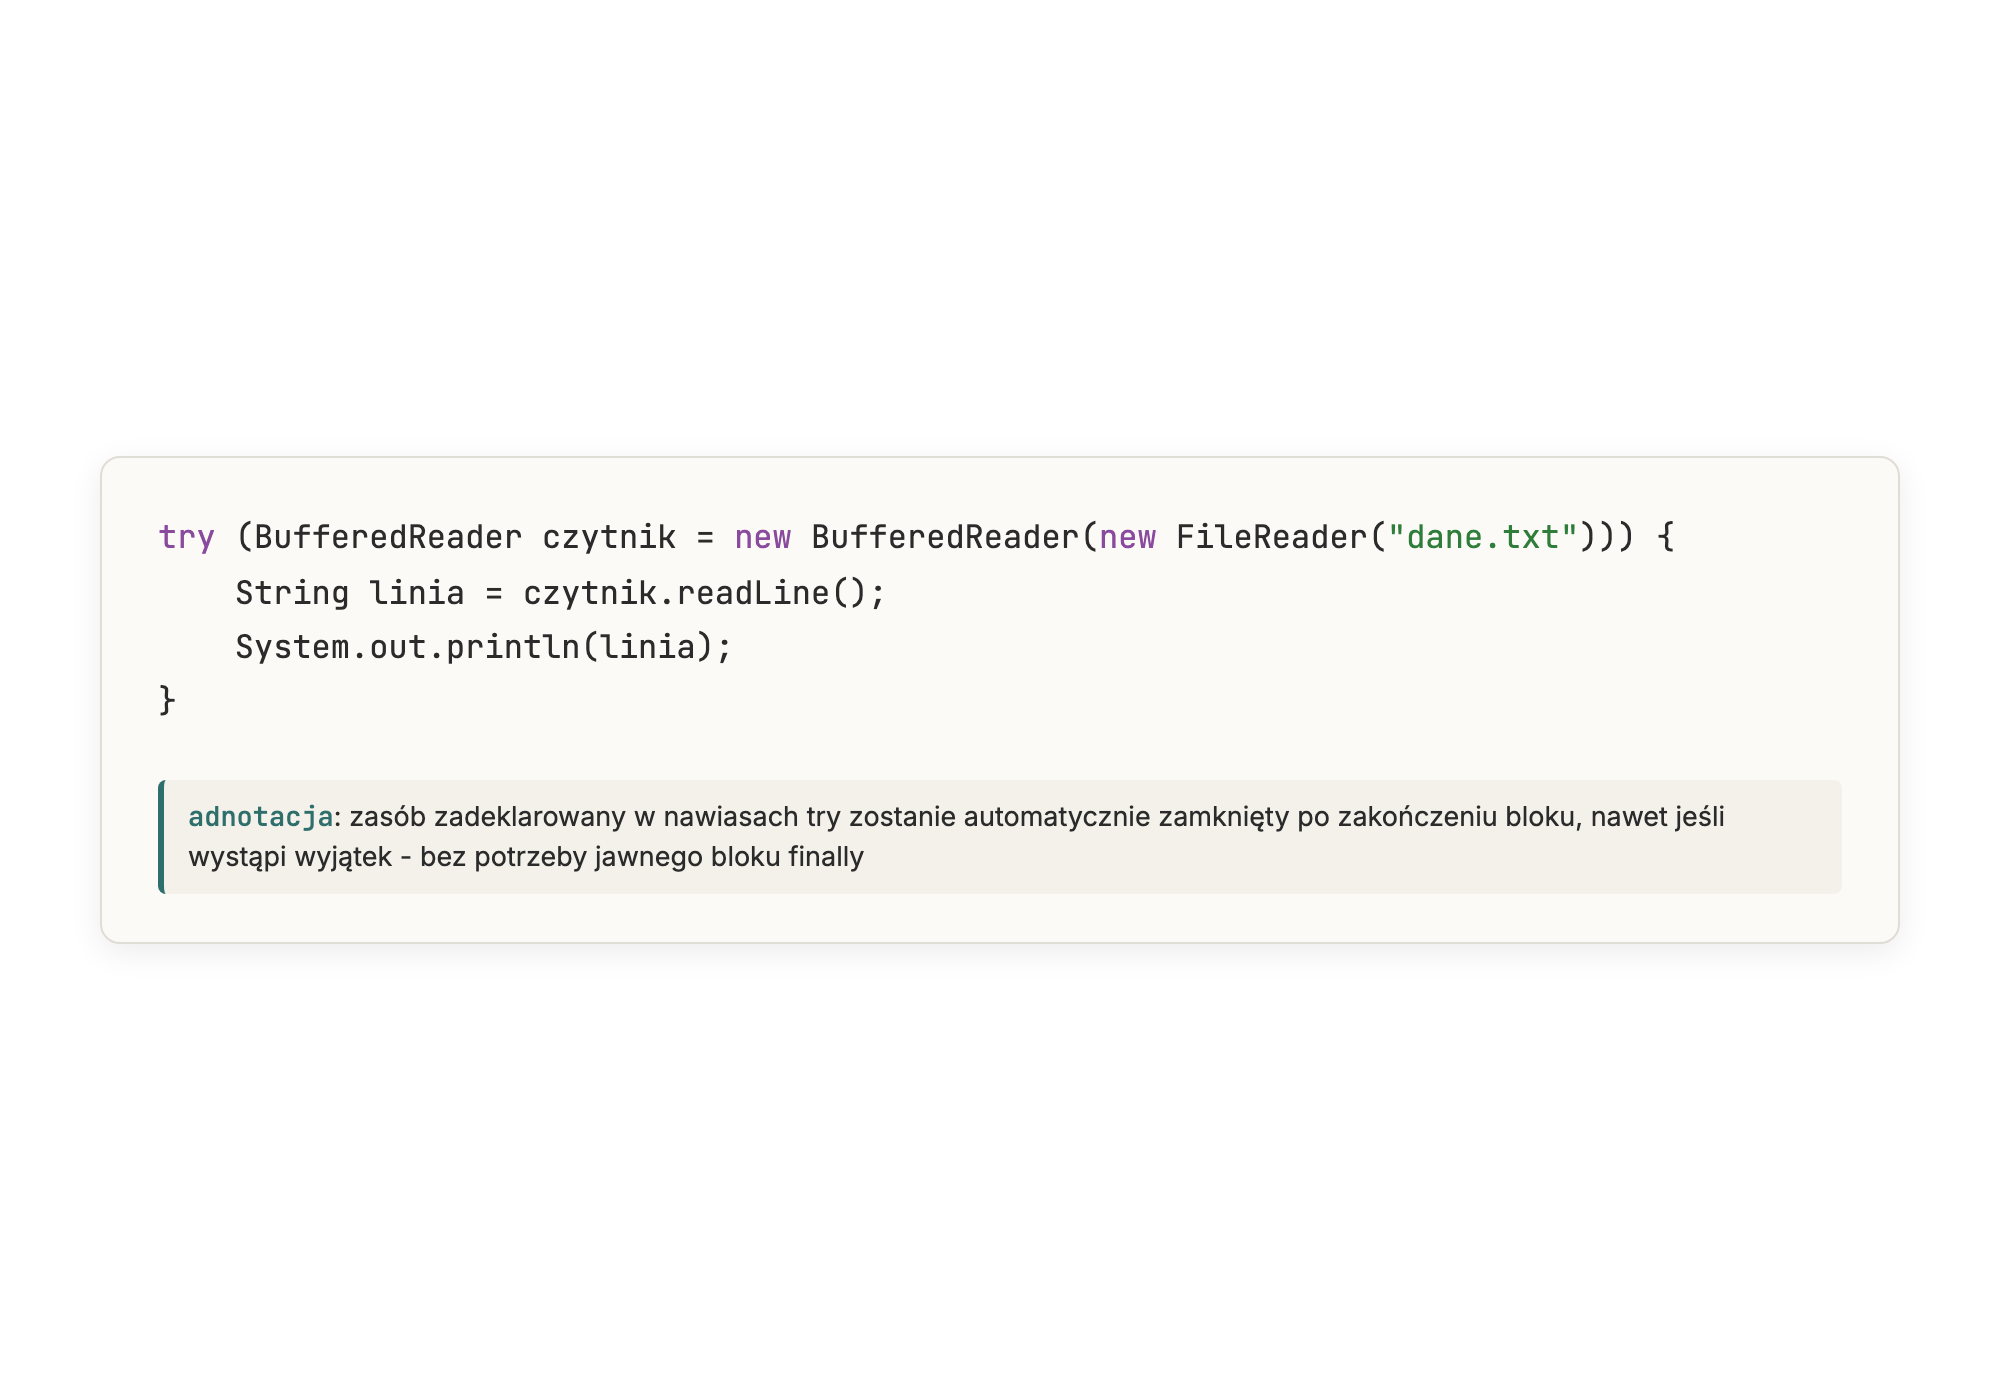 try (BufferedReader czytnik = new BufferedReader(new FileReader("dane.txt"))) {
    String linia = czytnik.readLine();
    System.out.println(linia);
}
adnotacja: zasób zadeklarowany w nawiasach try zostanie automatycznie zamknięty po zakończeniu bloku, nawet jeśli
wystąpi wyjątek - bez potrzeby jawnego bloku finally